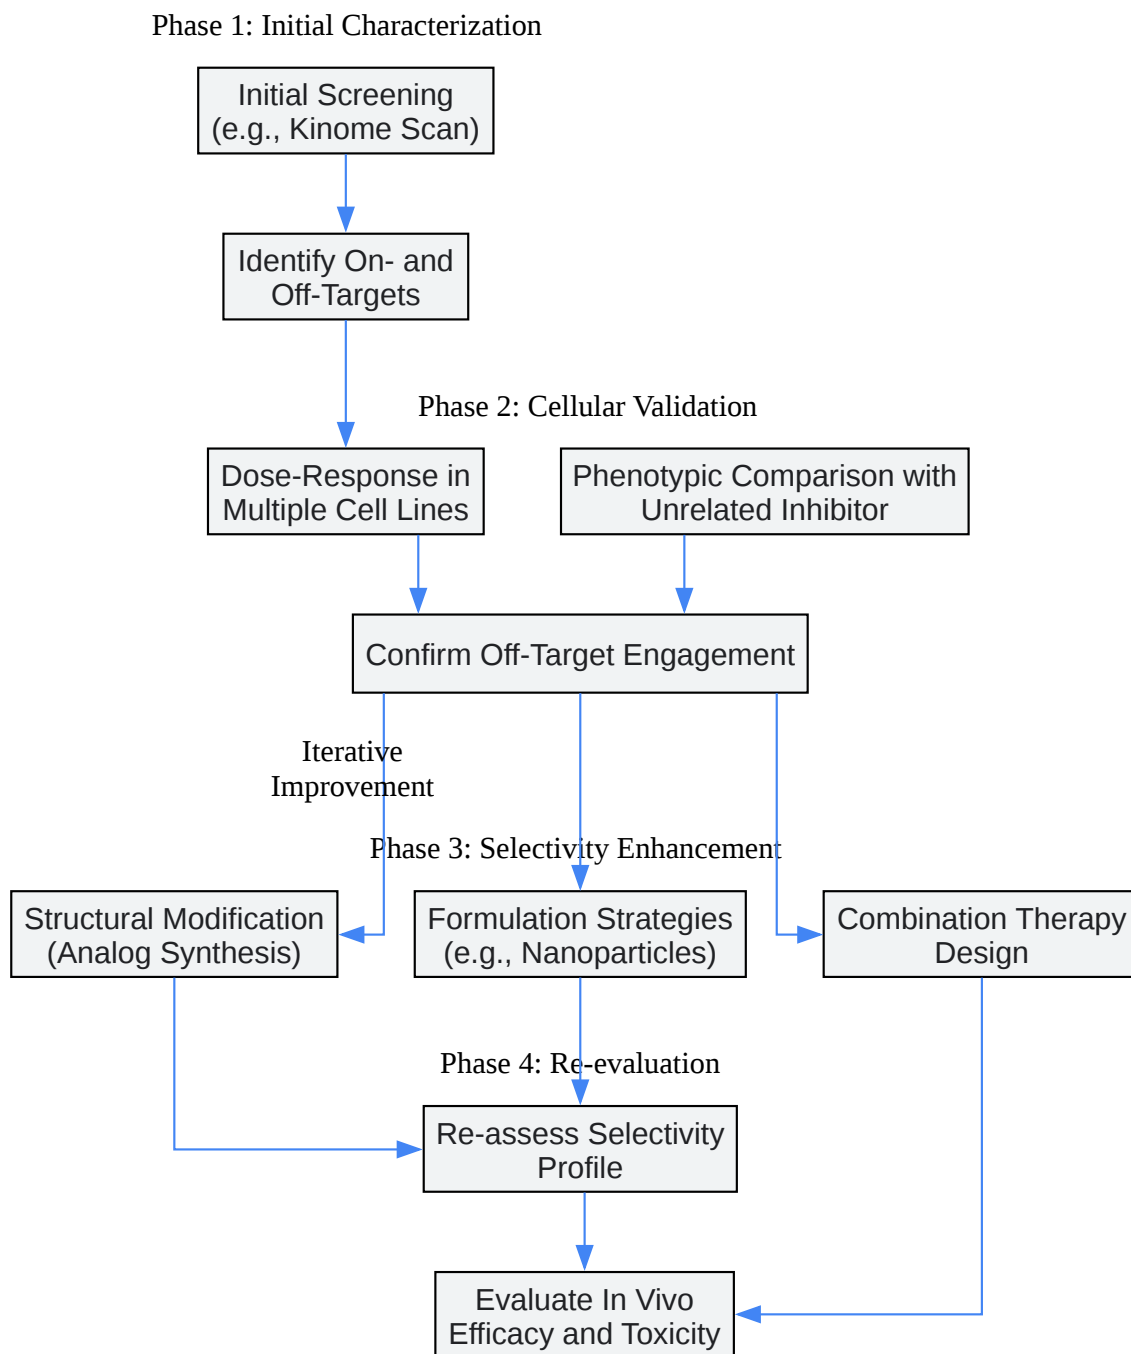 Phase 1: Initial Characterization
Initial Screening
(e.g., Kinome Scan)
Identify On- and
Off-Targets
Phase 2: Cellular Validation
Dose-Response in
Multiple Cell Lines
Phenotypic Comparison with
Unrelated Inhibitor
Confirm Off-Target Engagement
Iterative
Improvement
Phase 3: Selectivity Enhancement
Structural Modification
(Analog Synthesis)
Formulation Strategies
(e.g., Nanoparticles)
Combination Therapy
Design
Phase 4: Re-evaluation
Re-assess Selectivity
Profile
Evaluate In Vivo
Efficacy and Toxicity